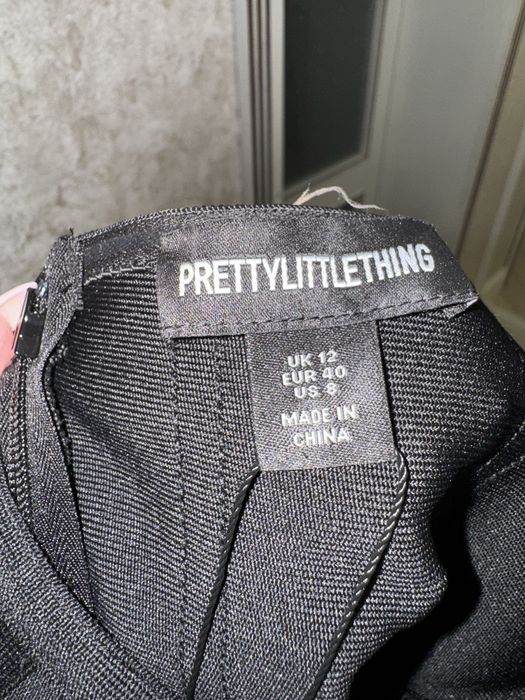 PRETTYLITTLETHING
UK 12
EUR 40
US 8
MADE IN
CHINA